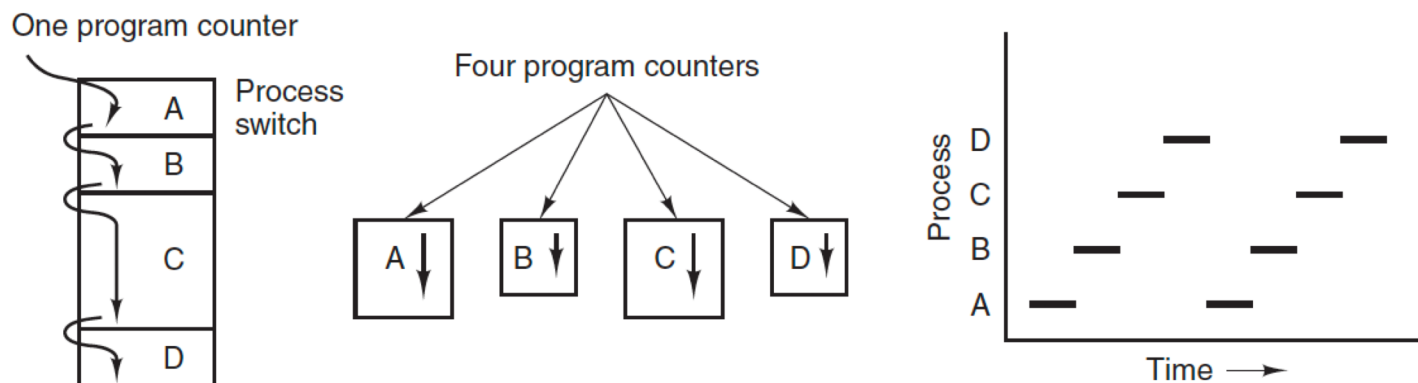 One program counter
A
Process
switch
B
C
D
Four program counters
A
B
C
D
Process
D
C
B
A
Time